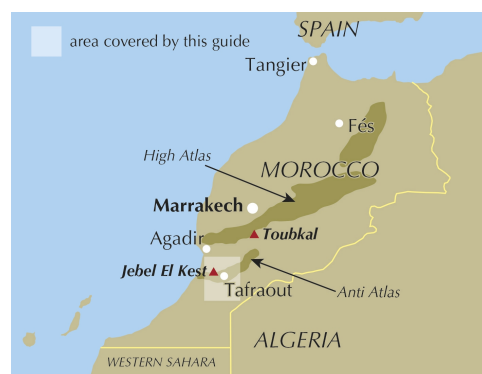 SPAIN
area covered by this guide
Tangier
Fés
High Atlas
MOROCCO
Marrakech
Toubkal
Agadir
Jebel El Kest
Tafraout
Anti Atlas
ALGERIA
WESTERN SAHARA